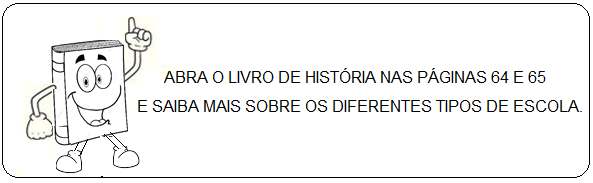 ABRA O LIVRO DE HISTÓRIA NAS PÁGINAS 64 E 65
E SAIBA MAIS SOBRE OS DIFERENTES TIPOS DE ESCOLA.